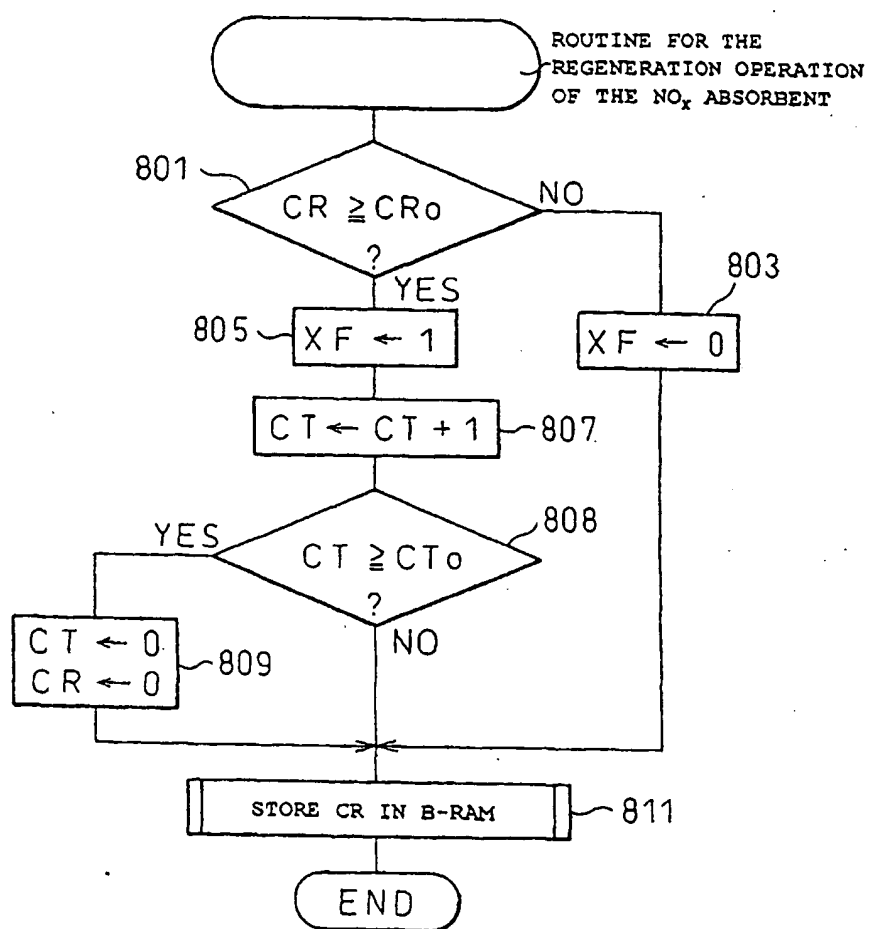 ROUTINE FOR THE
REGENERATION OPERATION
OF THE NOx ABSORBENT
801
CR ≧ CRo
?
NO
YES
803
805
XF ← 1
XF ← 0
CT ← CT + 1
807
YES
808
CT ≧ CTo
?
NO
CT ← 0
CR ← 0
809
STORE CR IN B-RAM
811
END